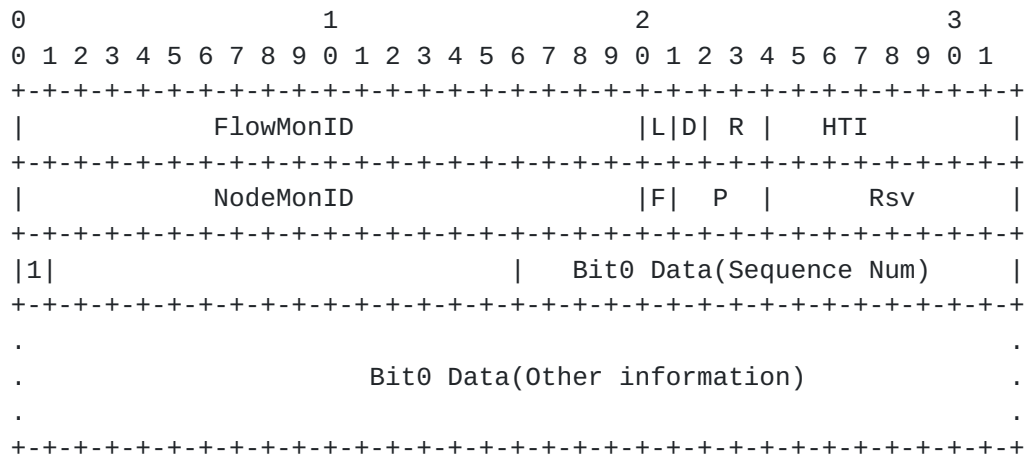 0                   1                   2                   3
0 1 2 3 4 5 6 7 8 9 0 1 2 3 4 5 6 7 8 9 0 1 2 3 4 5 6 7 8 9 0 1
+-+-+-+-+-+-+-+-+-+-+-+-+-+-+-+-+-+-+-+-+-+-+-+-+-+-+-+-+-+-+-+-+
|            FlowMonID                  |L|D| R |   HTI         |
+-+-+-+-+-+-+-+-+-+-+-+-+-+-+-+-+-+-+-+-+-+-+-+-+-+-+-+-+-+-+-+-+
|            NodeMonID                  |F|  P  |      Rsv      |
+-+-+-+-+-+-+-+-+-+-+-+-+-+-+-+-+-+-+-+-+-+-+-+-+-+-+-+-+-+-+-+-+
|1|                             |   Bit0 Data(Sequence Num)     |
+-+-+-+-+-+-+-+-+-+-+-+-+-+-+-+-+-+-+-+-+-+-+-+-+-+-+-+-+-+-+-+-+
.                                                               .
.                      Bit0 Data(Other information)             .
.                                                               .
+-+-+-+-+-+-+-+-+-+-+-+-+-+-+-+-+-+-+-+-+-+-+-+-+-+-+-+-+-+-+-+-+